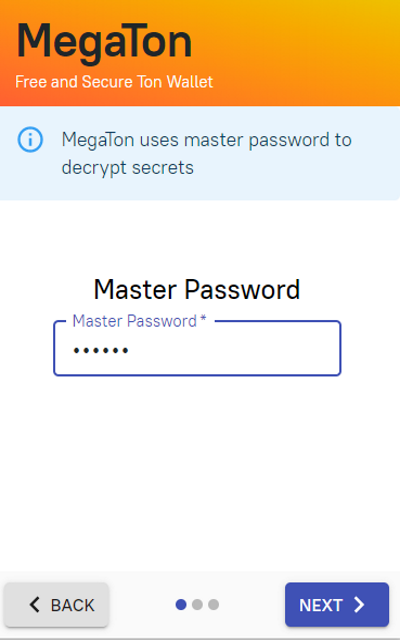 MegaTon
Free and Secure Ton Wallet
MegaTon uses master password to
decrypt secrets
Master Password
Master Password *
••••••
BACK
NEXT